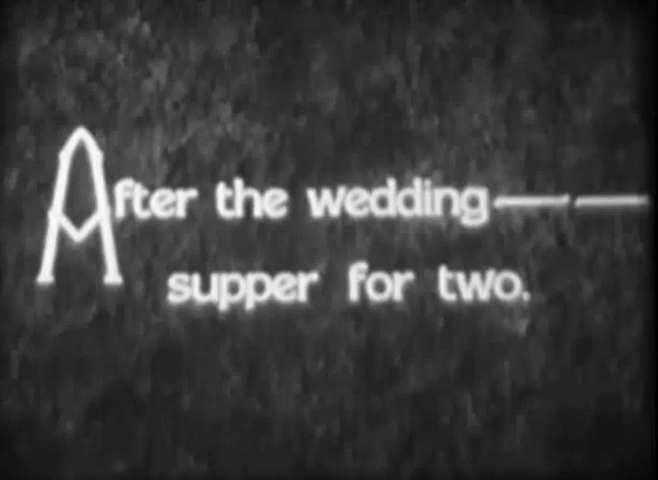 After the wedding — —
supper for two.